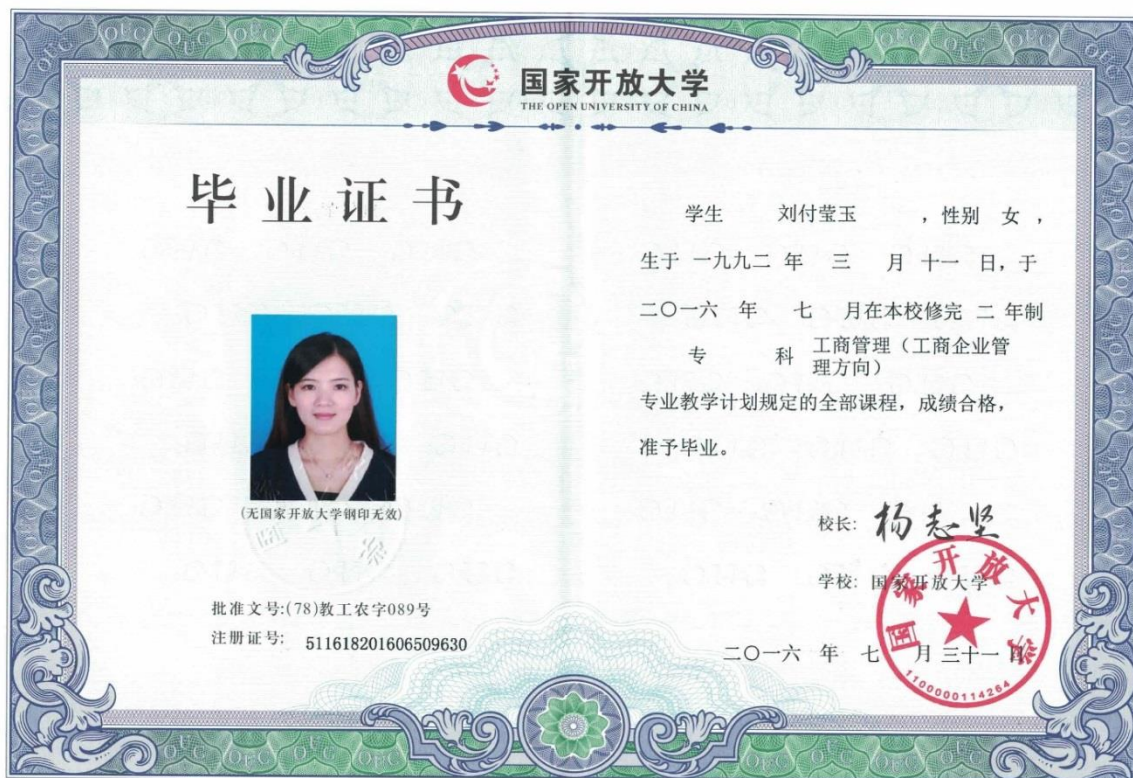 国家开放大学
THE OPEN UNIVERSITY OF CHINA
毕业证书
(无国家开放大学钢印无效)
批准文号:(78)教工农字089号
注册证号: 511618201606509630
学生 刘付莹玉 ，性别 女，
生于 一九九二 年 三 月 十一 日，于
二〇一六 年 七 月在本校修完 二 年制
专 科 工商管理（工商企业管
理方向）
专业教学计划规定的全部课程，成绩合格，
准予毕业。
校长: 杨志坚
学校: 国家开放大学
二〇一六 年 七 月 三十一日
国家开放大学
1100000114264